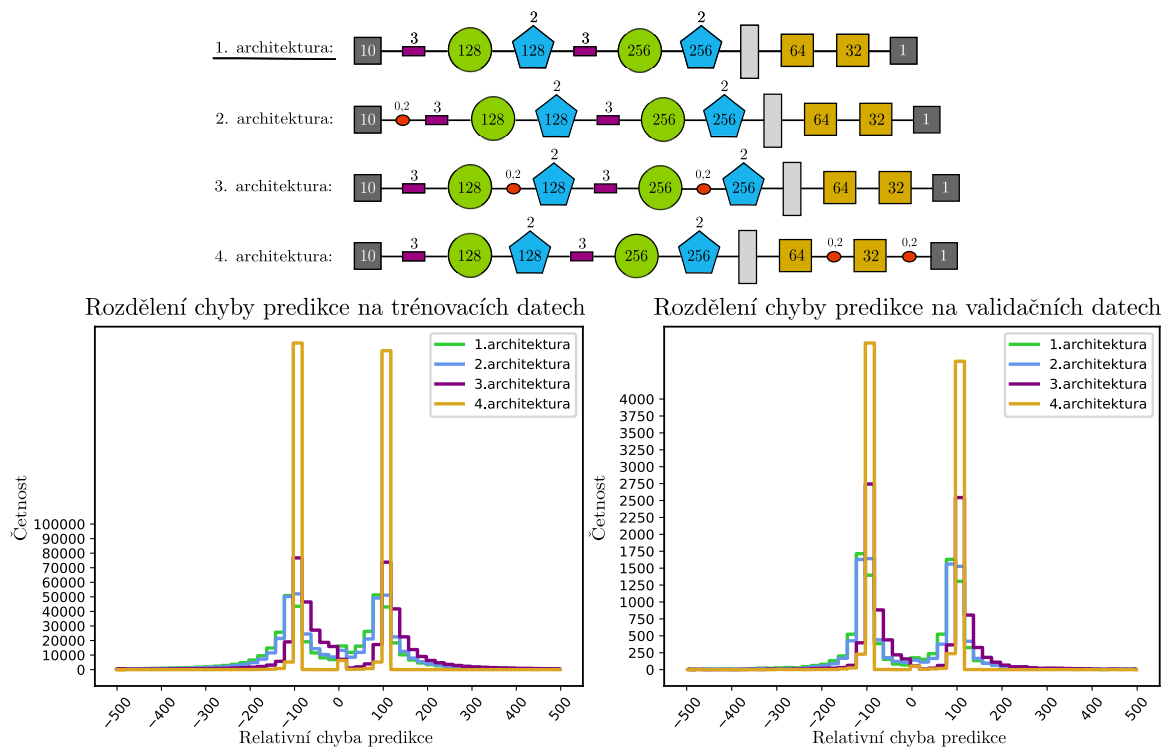 2 2
1. architektura: 10 3 128 128 3 256 256 64 32 1
2 2
2. architektura: 10 0,2 3 128 128 3 256 256 64 32 1
2 2
3. architektura: 10 3 128 0,2 128 3 256 0,2 256 64 32 1
2 2
4. architektura: 10 3 128 128 3 256 256 64 0,2 32 0,2 1
Rozdělení chyby predikce na trénovacích datech
1.architektura
2.architektura
3.architektura
4.architektura
Četnost
100000
90000
80000
70000
60000
50000
40000
30000
20000
10000
0
−500 −400 −300 −200 −100 0 100 200 300 400 500
Relativní chyba predikce
Rozdělení chyby predikce na validačních datech
1.architektura
2.architektura
3.architektura
4.architektura
Četnost
4000
3750
3500
3250
3000
2750
2500
2250
2000
1750
1500
1250
1000
750
500
250
0
−500 −400 −300 −200 −100 0 100 200 300 400 500
Relativní chyba predikce